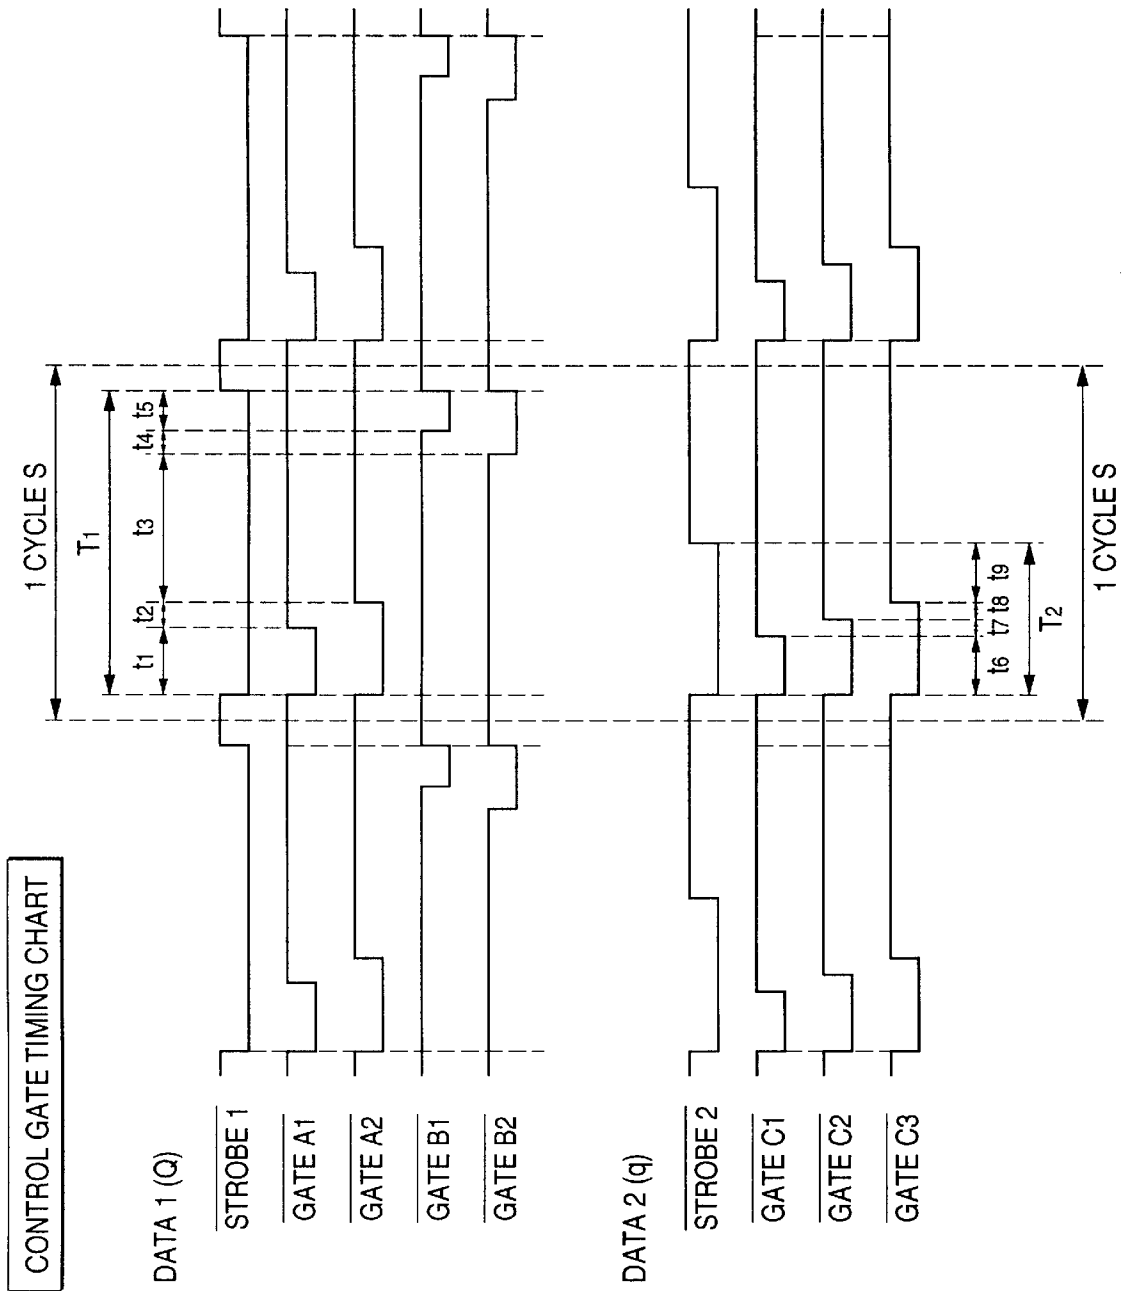 CONTROL GATE TIMING CHART
1 CYCLE S
T1
t1 t2 t3 t4 t5
DATA 1 (Q)
STROBE 1
GATE A1
GATE A2
GATE B1
GATE B2
DATA 2 (q)
STROBE 2
GATE C1
GATE C2
GATE C3
t6 t7 t8 t9
T2
1 CYCLE S